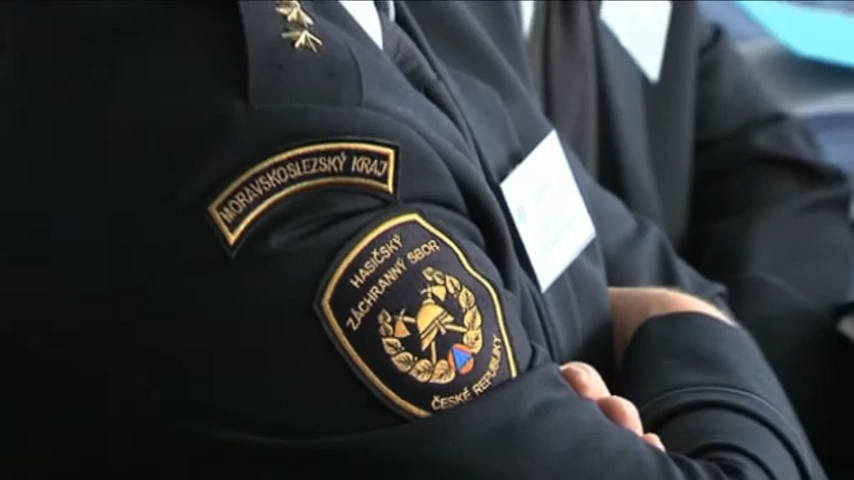 MORAVSKOSLEZSKÝ KRAJ
HASIČSKÝ
ZÁCHRANNÝ SBOR
ČESKÉ REPUBLIKY